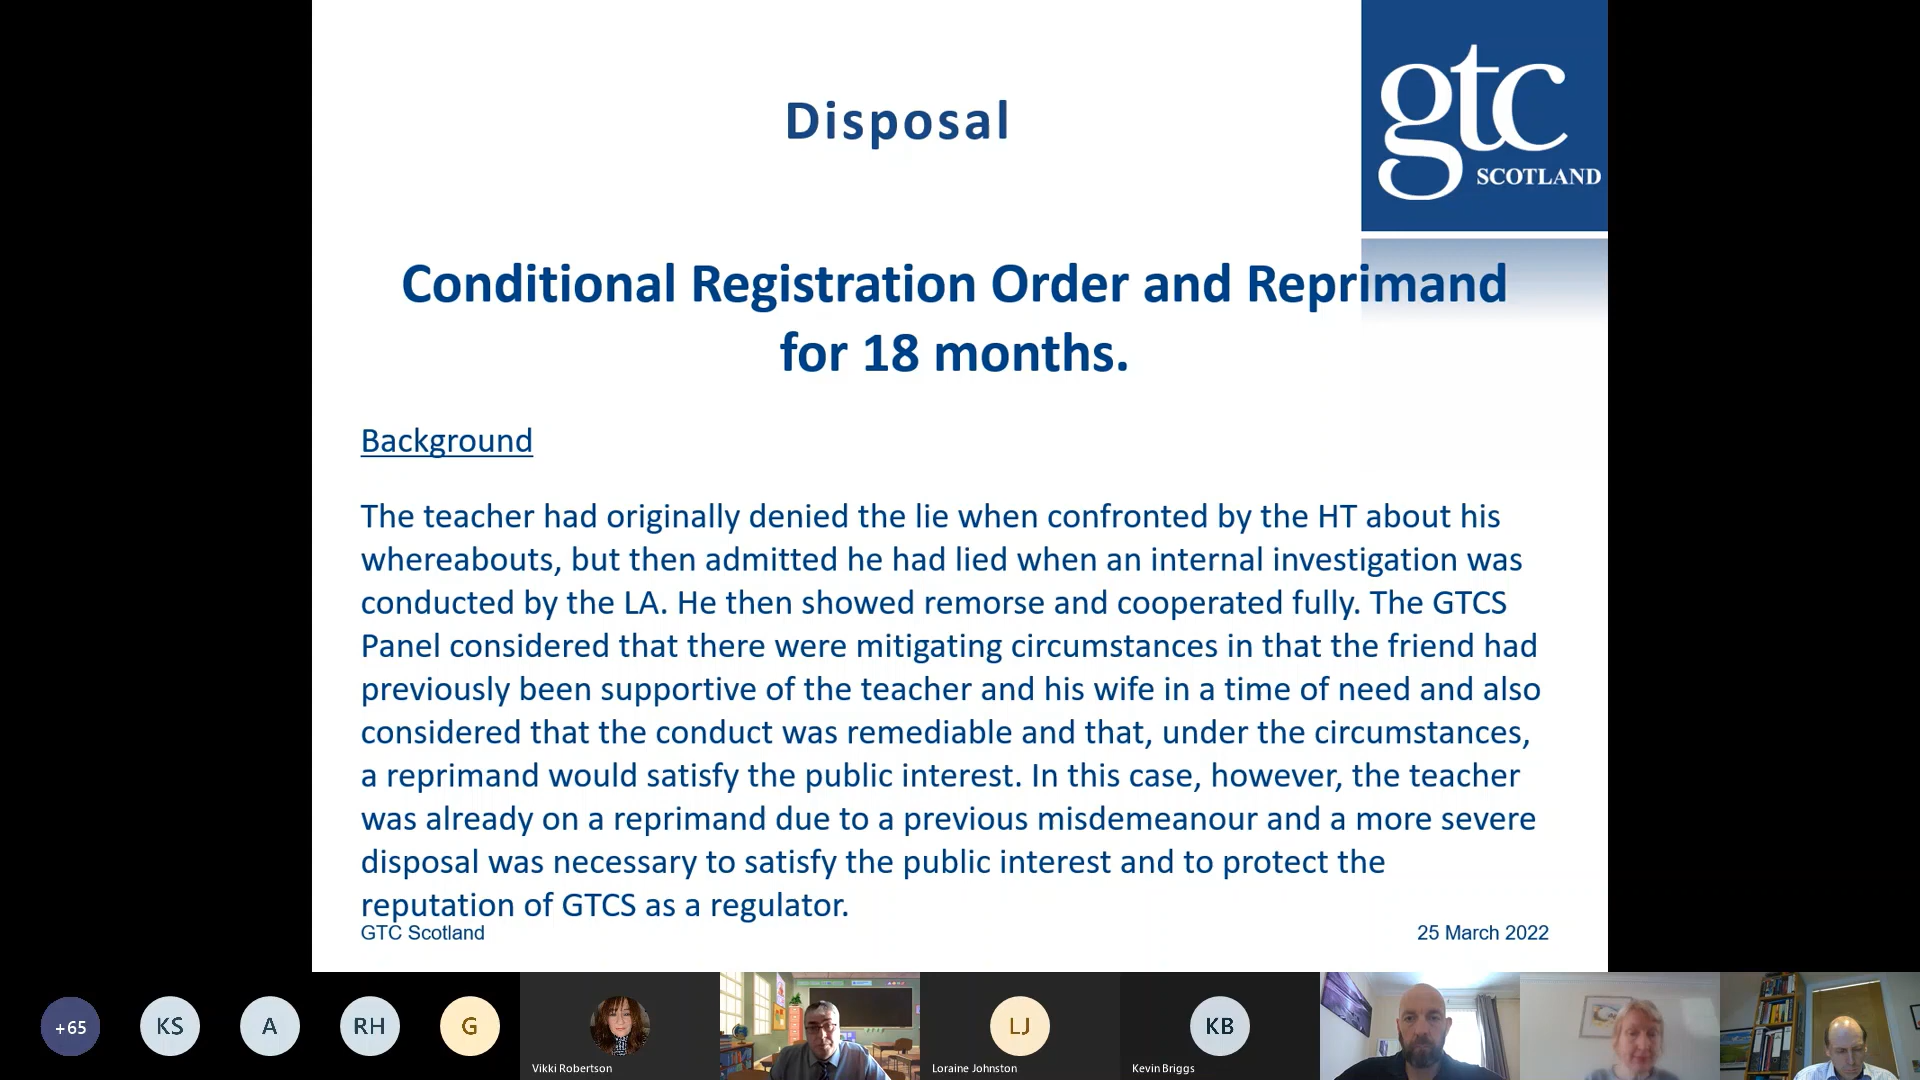 Disposal
gtc
SCOTLAND
Conditional Registration Order and Reprimand
for 18 months.
Background
The teacher had originally denied the lie when confronted by the HT about his
whereabouts, but then admitted he had lied when an internal investigation was
conducted by the LA. He then showed remorse and cooperated fully. The GTCS
Panel considered that there were mitigating circumstances in that the friend had
previously been supportive of the teacher and his wife in a time of need and also
considered that the conduct was remediable and that, under the circumstances,
a reprimand would satisfy the public interest. In this case, however, the teacher
was already on a reprimand due to a previous misdemeanour and a more severe
disposal was necessary to satisfy the public interest and to protect the
reputation of GTCS as a regulator.
GTC Scotland
25 March 2022
+65
KS
A
RH
G
Vikki Robertson
LJ
Loraine Johnston
KB
Kevin Briggs